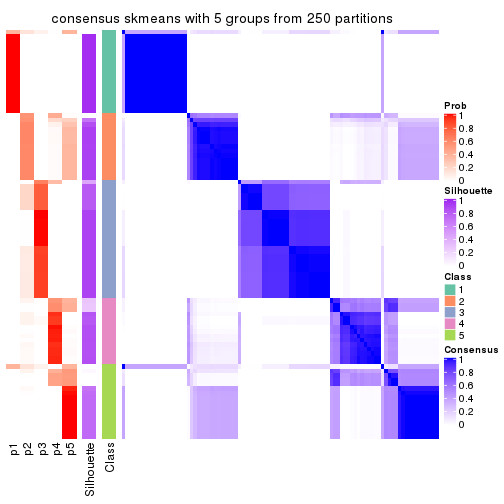 consensus skmeans with 5 groups from 250 partitions
Prob
1
0.8
0.6
0.4
0.2
0
Silhouette
1
0.8
0.6
0.4
0.2
0
Class
1
2
3
4
5
Consensus
1
0.8
0.6
0.4
0.2
0
p1
p2
p3
p4
p5
Silhouette
Class